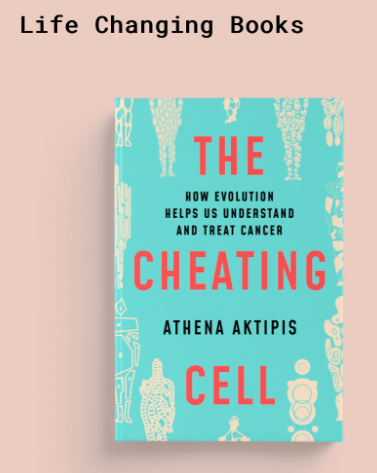 Life Changing Books
THE
HOW EVOLUTION
HELPS US UNDERSTAND
AND TREAT CANCER
CHEATING
ATHENA AKTIPIS
CELL